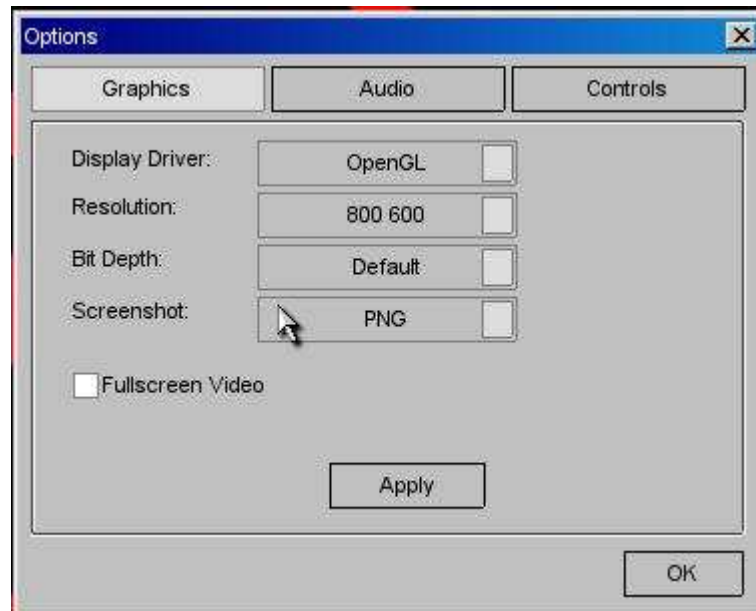 Options
Graphics Audio Controls
Display Driver: OpenGL
Resolution: 800 600
Bit Depth: Default
Screenshot: PNG
Fullscreen Video
Apply
OK